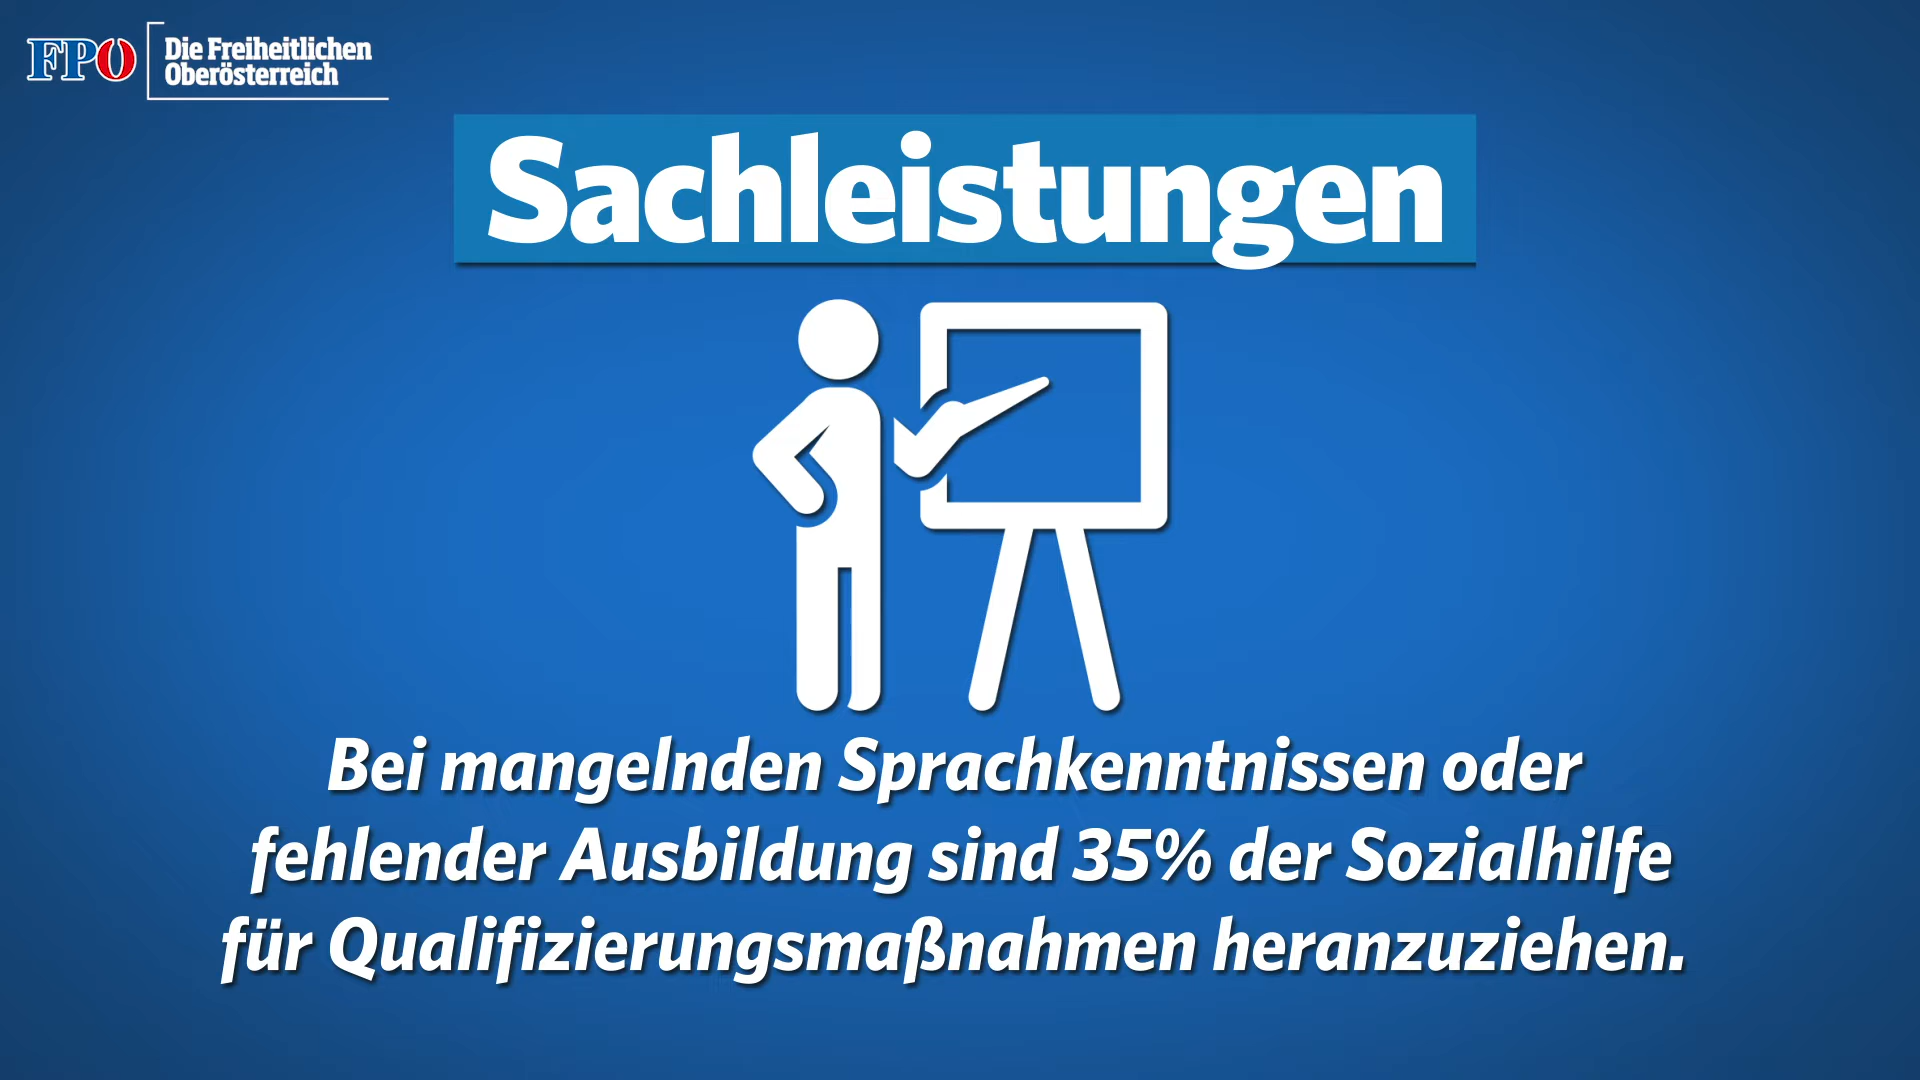 FPÖ
Die Freiheitlichen
Oberösterreich
Sachleistungen
Bei mangelnden Sprachkenntnissen oder
fehlender Ausbildung sind 35% der Sozialhilfe
für Qualifizierungsmaßnahmen heranzuziehen.